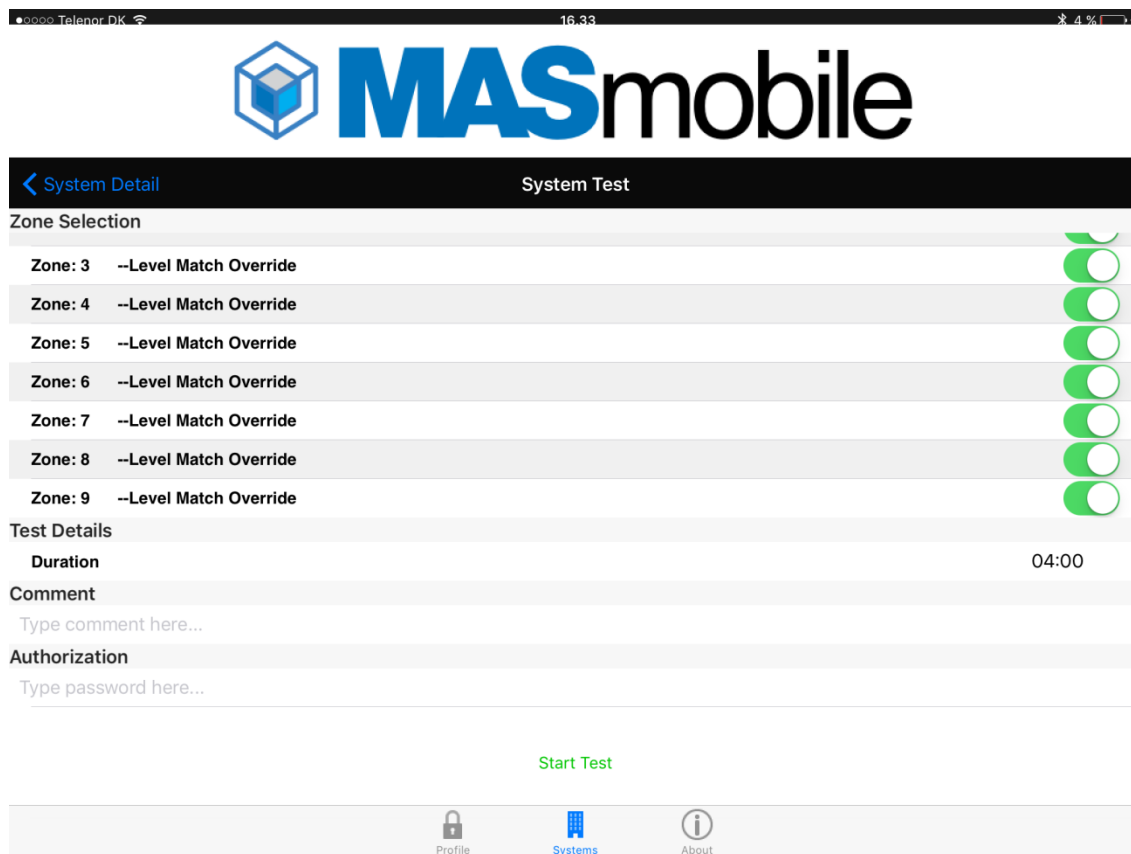 Telenor DK 16.33 4 %
MASmobile
System Detail System Test
Zone Selection
Zone: 3 --Level Match Override
Zone: 4 --Level Match Override
Zone: 5 --Level Match Override
Zone: 6 --Level Match Override
Zone: 7 --Level Match Override
Zone: 8 --Level Match Override
Zone: 9 --Level Match Override
Test Details
Duration 04:00
Comment
Type comment here...
Authorization
Type password here...
Start Test
Profile Systems About